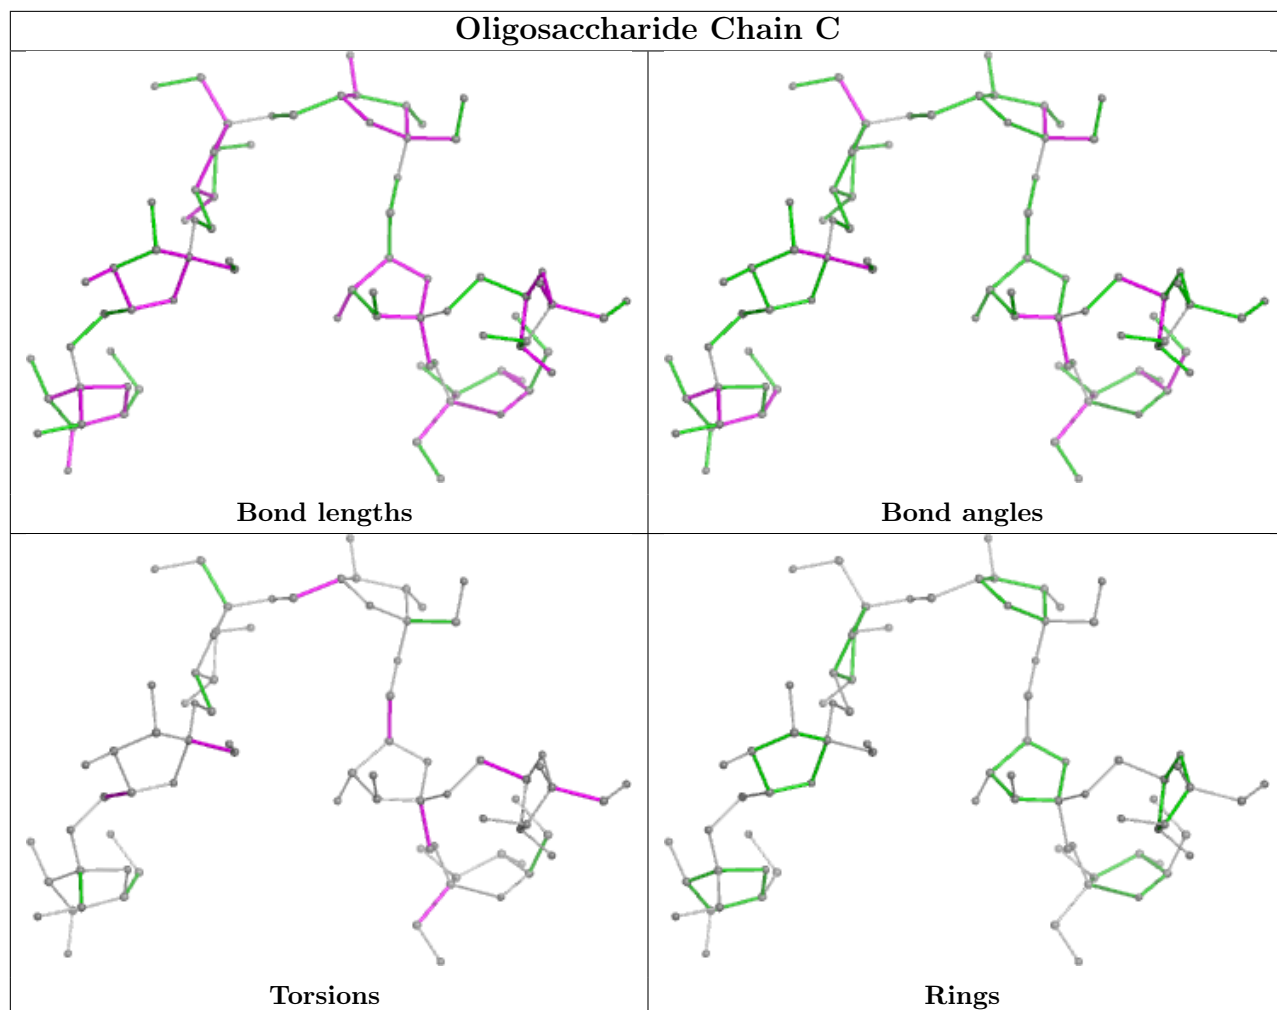 Oligosaccharide Chain C
Bond lengths
Bond angles
Torsions
Rings